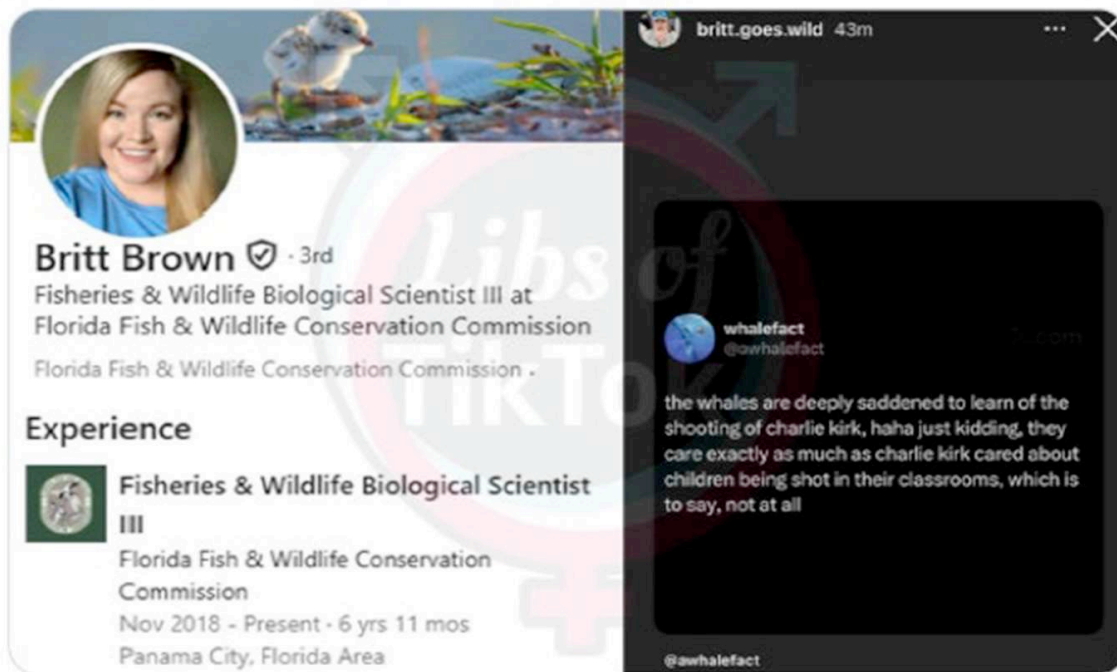 Britt Brown · 3rd
Fisheries & Wildlife Biological Scientist III at
Florida Fish & Wildlife Conservation Commission
Florida Fish & Wildlife Conservation Commission ·
Experience
Fisheries & Wildlife Biological Scientist
III
Florida Fish & Wildlife Conservation
Commission
Nov 2018 - Present · 6 yrs 11 mos
Panama City, Florida Area
Libs of
TikTok
britt.goes.wild 43m
whalefact
@awhalefact
the whales are deeply saddened to learn of the
shooting of charlie kirk, haha just kidding, they
care exactly as much as charlie kirk cared about
children being shot in their classrooms, which is
to say, not at all
@awhalefact